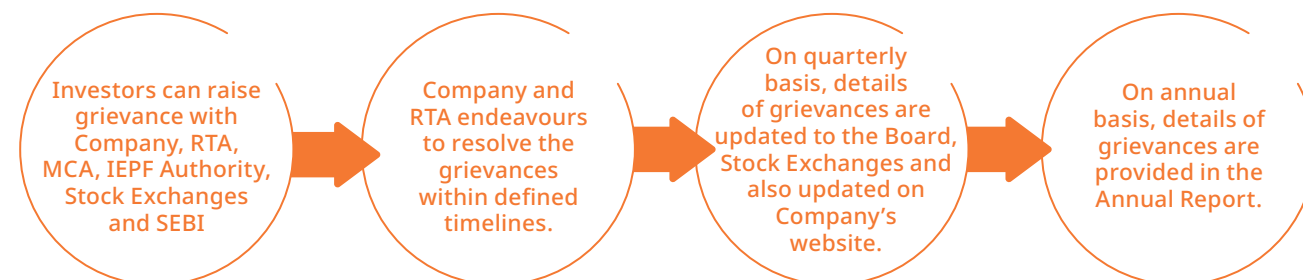 Investors can raise
grievance with
Company, RTA,
MCA, IEPF Authority,
Stock Exchanges
and SEBI
Company and
RTA endeavours
to resolve the
grievances
within defined
timelines.
On quarterly
basis, details
of grievances are
updated to the Board,
Stock Exchanges and
also updated on
Company’s
website.
On annual
basis, details of
grievances are
provided in the
Annual Report.